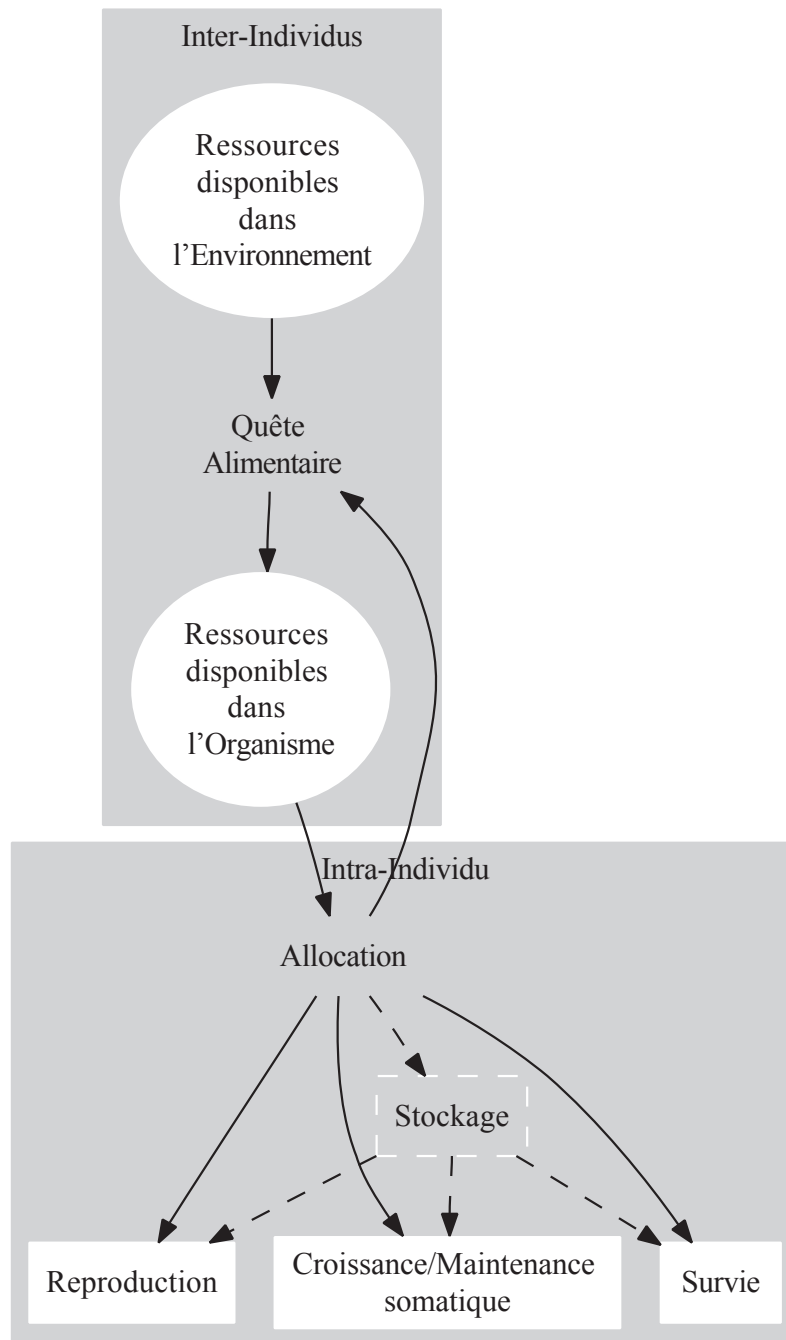 Inter-Individus
Ressources
disponibles
dans
l’Environnement
Quête
Alimentaire
Ressources
disponibles
dans
l’Organisme
Intra-Individu
Allocation
Stockage
Reproduction
Croissance/Maintenance
somatique
Survie